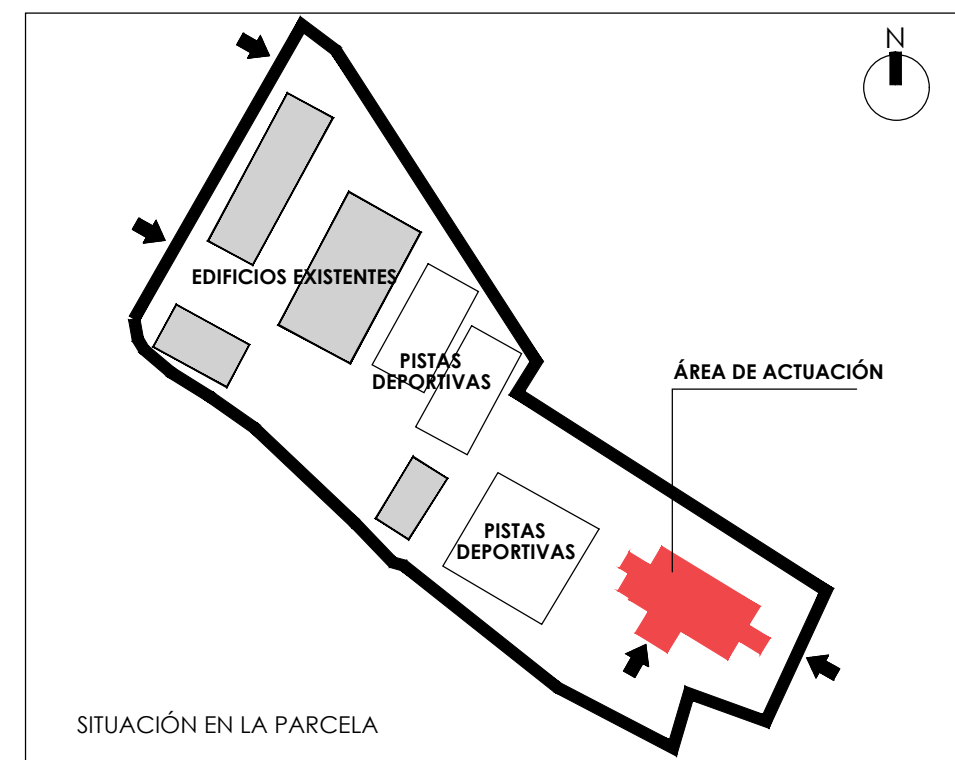 N
EDIFICIOS EXISTENTES
PISTAS
DEPORTIVAS
ÁREA DE ACTUACIÓN
PISTAS
DEPORTIVAS
SITUACIÓN EN LA PARCELA